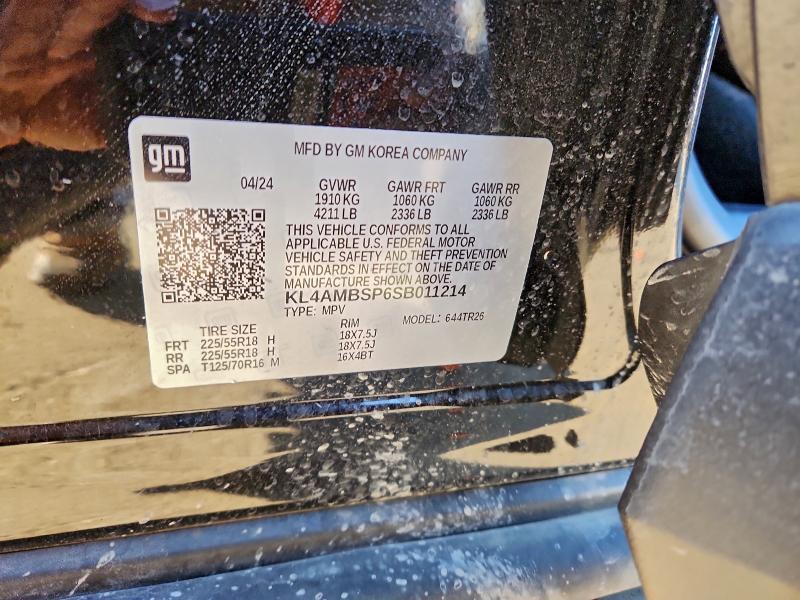 gm
MFD BY GM KOREA COMPANY
04/24 GVWR GAWR FRT GAWR RR
1910 KG 1060 KG 1060 KG
4211 LB 2336 LB 2336 LB
THIS VEHICLE CONFORMS TO ALL
APPLICABLE U.S. FEDERAL MOTOR
VEHICLE SAFETY AND THEFT PREVENTION
STANDARDS IN EFFECT ON THE DATE OF
MANUFACTURE SHOWN ABOVE.
KL4AMBSP6SB011214
TYPE: MPV MODEL: 644TR26
TIRE SIZE RIM
FRT 225/55R18 H 18X7.5J
RR 225/55R18 H 18X7.5J
SPA T125/70R16 M 16X4BT